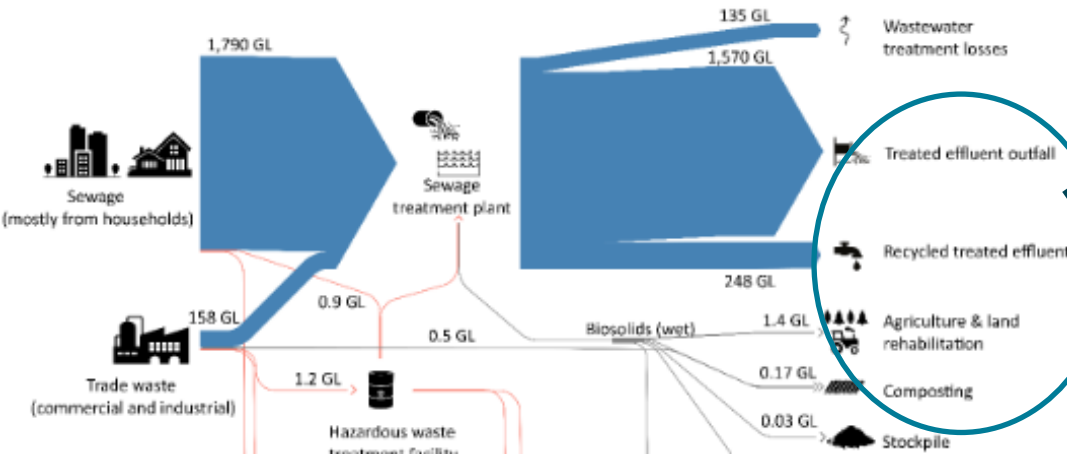 135 GL
Wastewater
treatment losses
1,790 GL
1,570 GL
Treated effluent outfall
Sewage
(mostly from households)
Sewage
treatment plant
Recycled treated effluent
248 GL
0.9 GL
158 GL
0.5 GL
Biosolids (wet)
1.4 GL
Agriculture & land
rehabilitation
Trade waste
(commercial and industrial)
1.2 GL
0.17 GL
Composting
0.03 GL
Stockpile
Hazardous waste
treatment facility